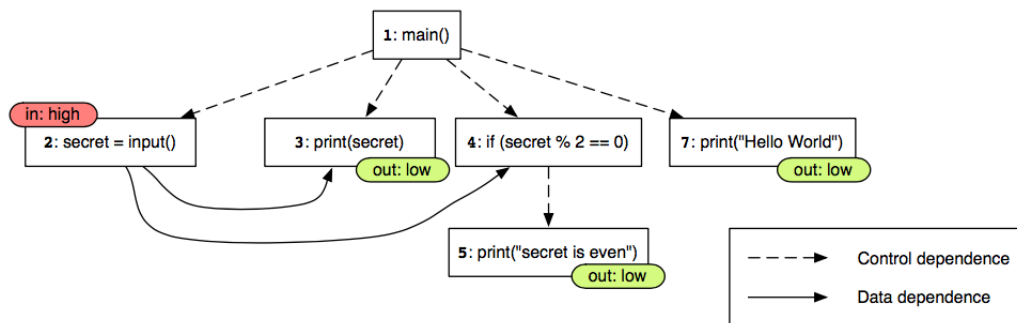 1: main()
in: high
2: secret = input()
3: print(secret)
out: low
4: if (secret % 2 == 0)
7: print("Hello World")
out: low
5: print("secret is even")
out: low
Control dependence
Data dependence